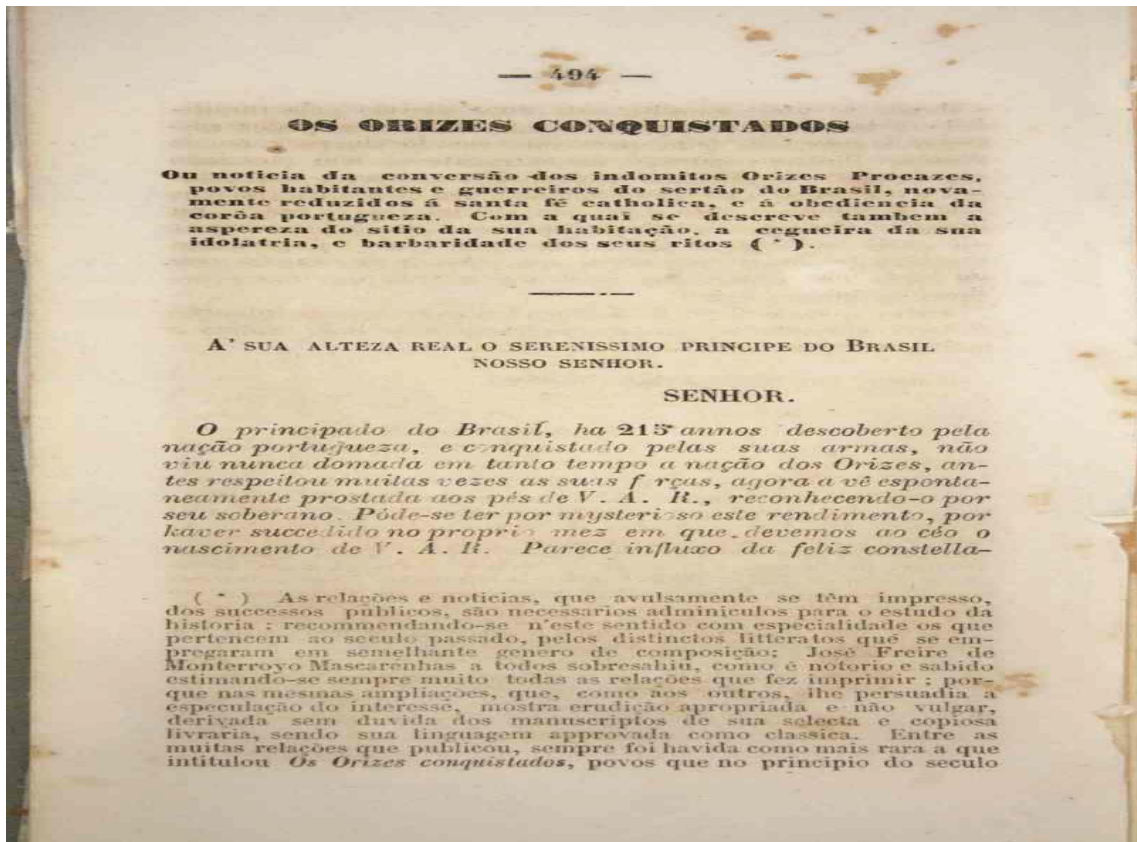 — 494 —
OS ORIZES CONQUISTADOS
Ou noticia da conversão dos indomitos Orizes Procazes,
povos habitantes e guerreiros do sertão do Brasil, nova-
mente reduzidos á santa fé catholica, e á obediencia da
corôa portugueza. Com a qual se descreve tambem a
aspereza do sitio da sua habitação, a cegueira da sua
idolatria, e barbaridade dos seus ritos (*).
A' SUA ALTEZA REAL O SERENISSIMO PRINCIPE DO BRASIL
NOSSO SENHOR.
SENHOR.
O principado do Brasil, ha 215 annos descoberto pela
nação portugueza, e conquistado pelas suas armas, não
viu nunca domada em tanto tempo a nação dos Orizes, an-
tes respeitou muitas vezes as suas f rças, agora a vê esponta-
neamente prostada aos pés de V. A. R., reconhecendo-o por
seu soberano. Póde-se ter por mysterioso este rendimento, por
haver succedido no proprio mez em que devemos ao céo o
nascimento de V. A. R. Parece influxo da feliz constella-
(*) As relações e noticias, que avulsamente se têm impresso,
dos successos publicos, são necessarios adminiculos para o estudo da
historia : recommendando-se n'este sentido com especialidade os que
pertencem ao seculo passado, pelos distinctos litteratos qué se em-
pregaram em semelhante genero de composição; José Freire de
Monterroyo Mascarenhas a todos sobresahiu, como é notorio e sabido
estimando-se sempre muito todas as relações que fez imprimir ; por-
que nas mesmas ampliações, que, como aos outros, lhe persuadia a
especulação do interesse, mostra erudição apropriada e não vulgar,
derivada sem duvida dos manuscriptos de sua selecta e copiosa
livraria, sendo sua linguagem approvada como classica. Entre as
muitas relações que publicou, sempre foi havida como mais rara a que
intitulou Os Orizes conquistados, povos que no principio do seculo